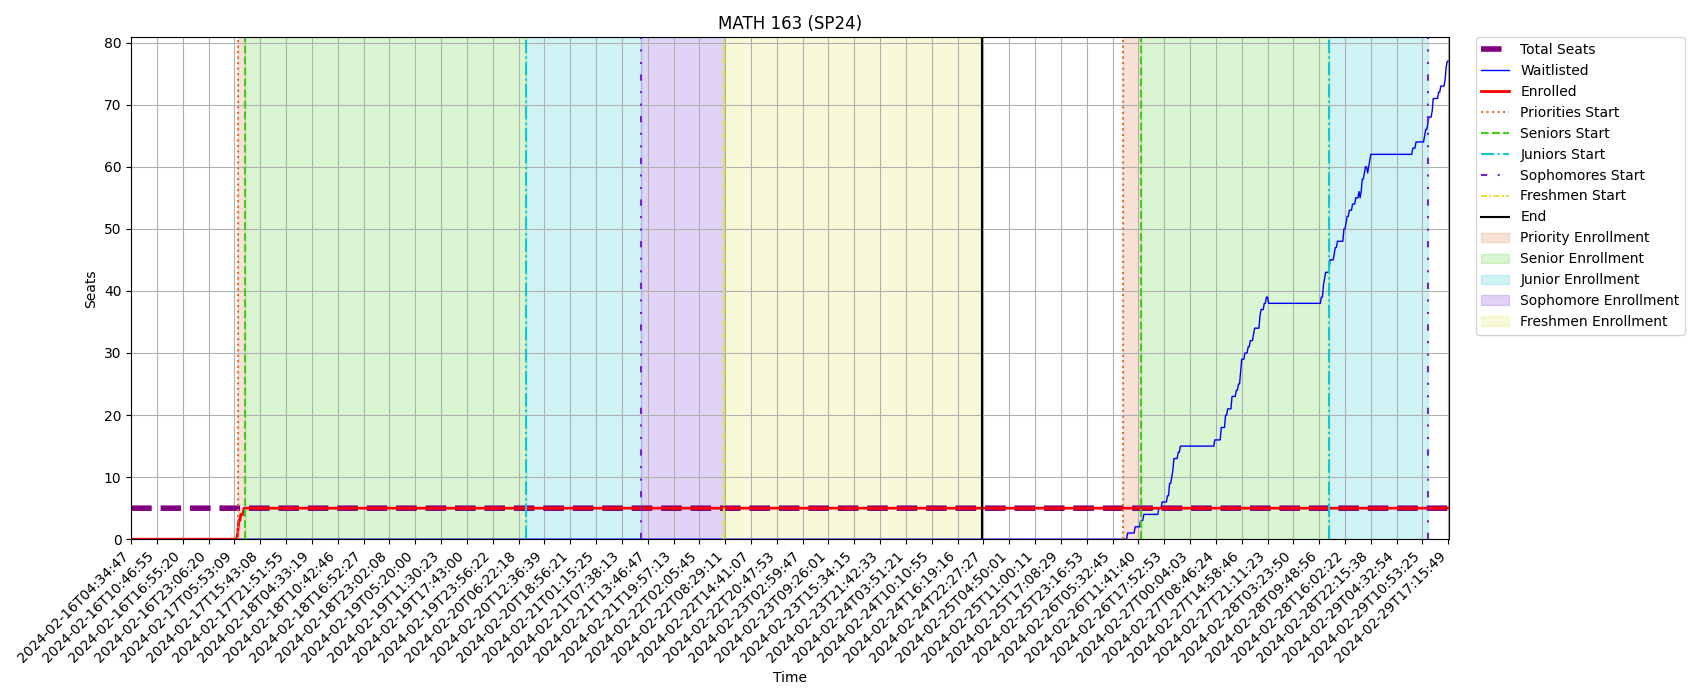 MATH 163 (SP24)
80
70
60
50
40
30
20
10
0
Seats
2024-02-16T04:34:47
2024-02-16T10:46:55
2024-02-16T16:55:20
2024-02-16T23:06:20
2024-02-17T05:53:09
2024-02-17T15:43:08
2024-02-17T21:51:55
2024-02-18T04:33:19
2024-02-18T10:42:46
2024-02-18T16:52:27
2024-02-18T23:02:08
2024-02-19T05:20:00
2024-02-19T11:30:23
2024-02-19T17:43:00
2024-02-19T23:56:22
2024-02-20T06:22:18
2024-02-20T12:36:39
2024-02-20T18:56:21
2024-02-21T01:15:25
2024-02-21T07:38:13
2024-02-21T13:46:47
2024-02-21T19:57:13
2024-02-22T02:05:45
2024-02-22T08:29:11
2024-02-22T14:41:07
2024-02-22T20:47:53
2024-02-23T02:59:47
2024-02-23T09:26:01
2024-02-23T15:34:15
2024-02-23T21:42:33
2024-02-24T03:51:21
2024-02-24T10:10:55
2024-02-24T16:19:16
2024-02-24T22:27:27
2024-02-25T04:50:01
2024-02-25T11:00:11
2024-02-25T17:08:29
2024-02-25T23:16:53
2024-02-26T05:32:45
2024-02-26T11:41:40
2024-02-26T17:52:53
2024-02-27T00:04:03
2024-02-27T08:46:24
2024-02-27T14:58:46
2024-02-27T21:11:23
2024-02-28T03:23:50
2024-02-28T09:48:56
2024-02-28T16:02:22
2024-02-28T22:15:38
2024-02-29T04:32:54
2024-02-29T10:53:25
2024-02-29T17:15:49
Time
Total Seats
Waitlisted
Enrolled
Priorities Start
Seniors Start
Juniors Start
Sophomores Start
Freshmen Start
End
Priority Enrollment
Senior Enrollment
Junior Enrollment
Sophomore Enrollment
Freshmen Enrollment